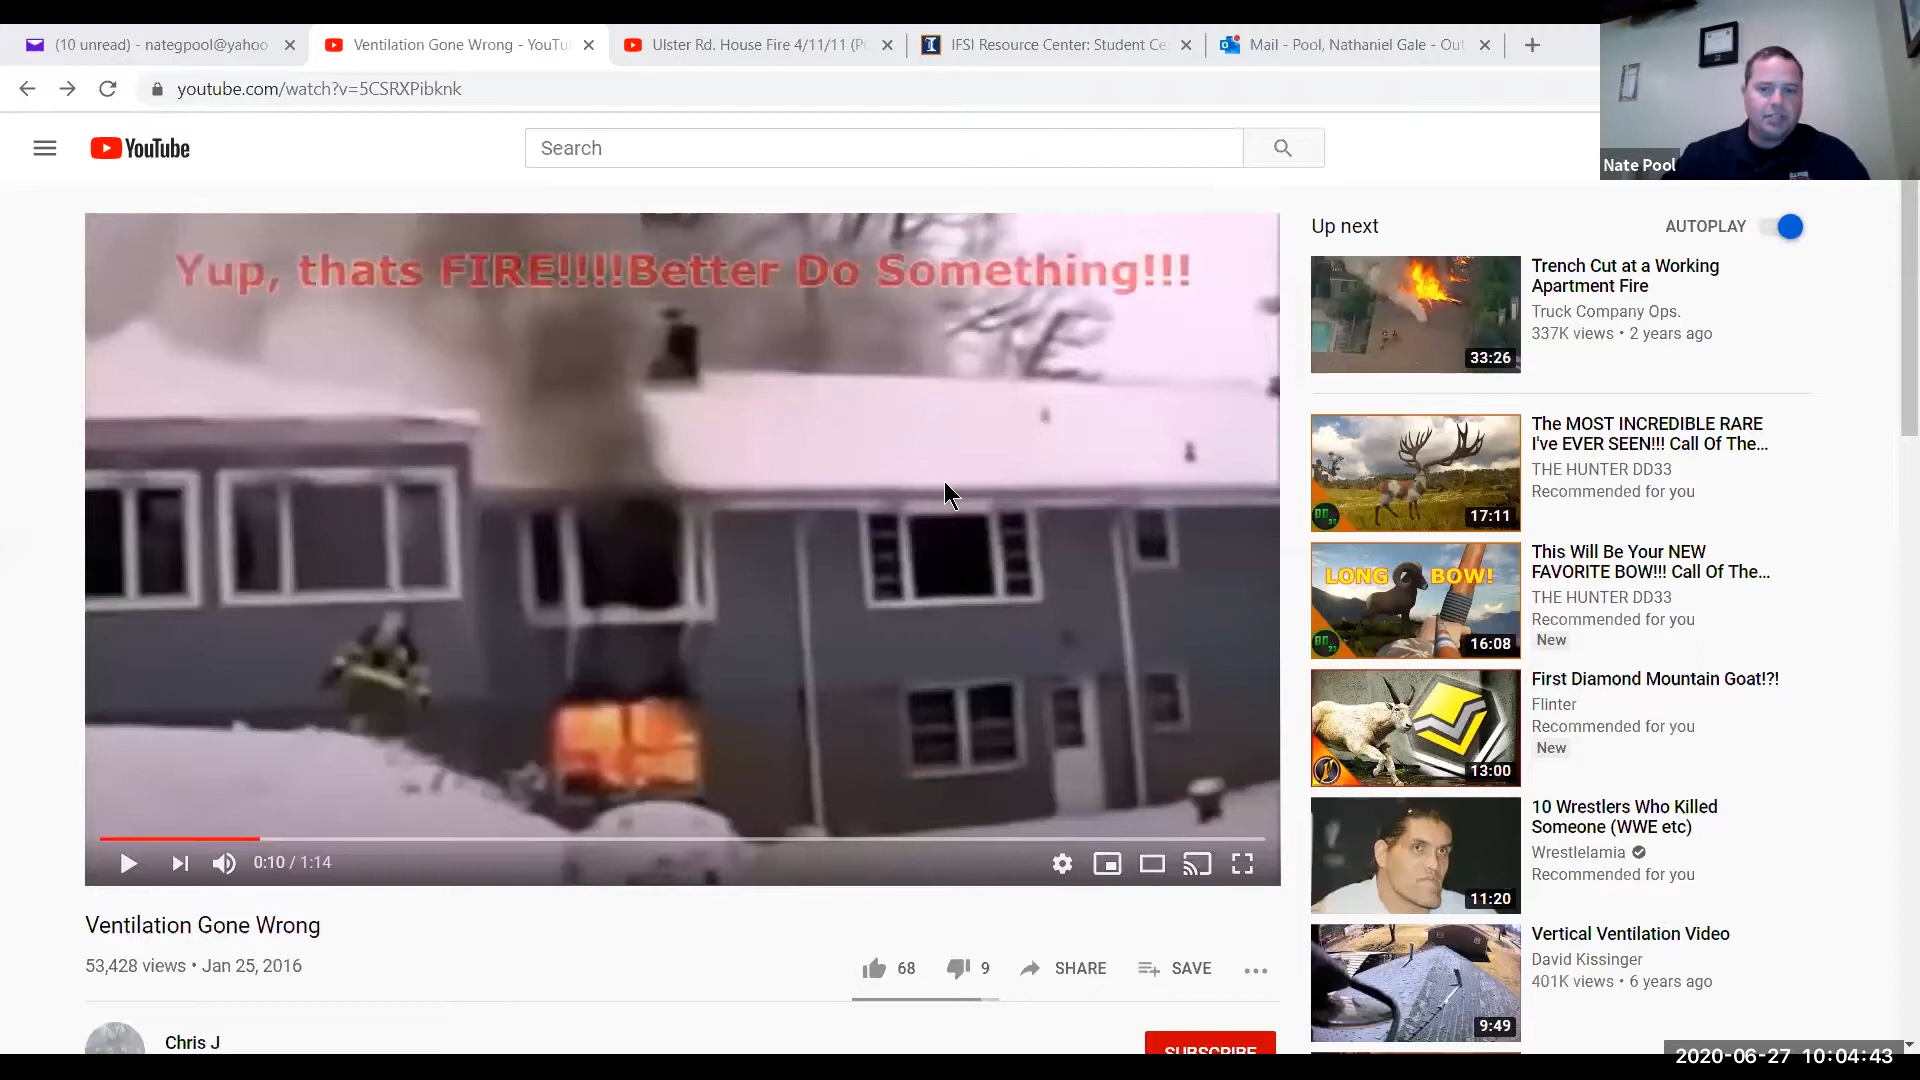 (10 unread) - nategpool@yahoo
Ventilation Gone Wrong - YouTu
Ulster Rd. House Fire 4/11/11 (PO
IFSI Resource Center: Student Ce
Mail - Pool, Nathaniel Gale - Out
youtube.com/watch?v=5CSRXPibknk
YouTube
Search
Nate Pool
Yup, thats FIRE!!!!Better Do Something!!!
0:10 / 1:14
Ventilation Gone Wrong
53,428 views • Jan 25, 2016
68
9
SHARE
SAVE
Chris J
SUBSCRIBE
Up next
AUTOPLAY
33:26
Trench Cut at a Working
Apartment Fire
Truck Company Ops.
337K views • 2 years ago
17:11
The MOST INCREDIBLE RARE
I've EVER SEEN!!! Call Of The...
THE HUNTER DD33
Recommended for you
LONG BOW!
16:08
This Will Be Your NEW
FAVORITE BOW!!! Call Of The...
THE HUNTER DD33
Recommended for you
New
13:00
First Diamond Mountain Goat!?!
Flinter
Recommended for you
New
11:20
10 Wrestlers Who Killed
Someone (WWE etc)
Wrestlelamia
Recommended for you
9:49
Vertical Ventilation Video
David Kissinger
401K views • 6 years ago
2020-06-27 10:04:43